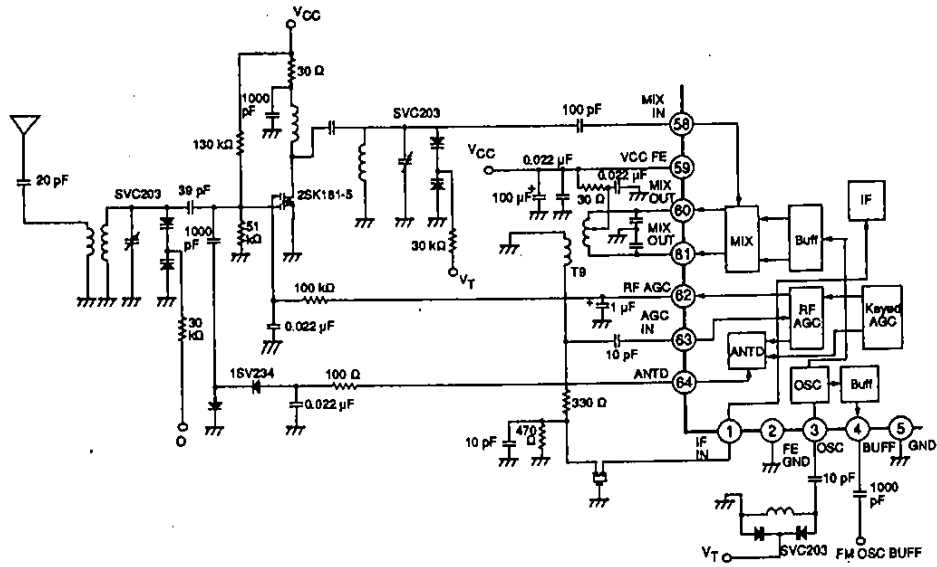 VCC
30 Ω
1000
pF
130 kΩ
SVC203
100 pF
MIX
IN
58
VCC
0.022 μF
VCC FE
59
0.022
μF
MIX
OUT
100 μF
30 Ω
60
IF
20 pF
SVC203
39 pF
2SK181-5
1000
pF
51
kΩ
MIX
OUT
61
MIX
Buff
30 kΩ
VT
T9
100 kΩ
RF AGC
62
1 μF
RF
AGC
Keyed
AGC
0.022 μF
AGC
IN
63
10 pF
ANTD
30
kΩ
1SV234
100 Ω
ANTD
64
OSC
Buff
0.022 μF
330 Ω
470
Ω
10 pF
1
2
3
4
5
IF
IN
FE
GND
OSC
BUFF
GND
10 pF
1000
pF
SVC203
VT
FM OSC BUFF